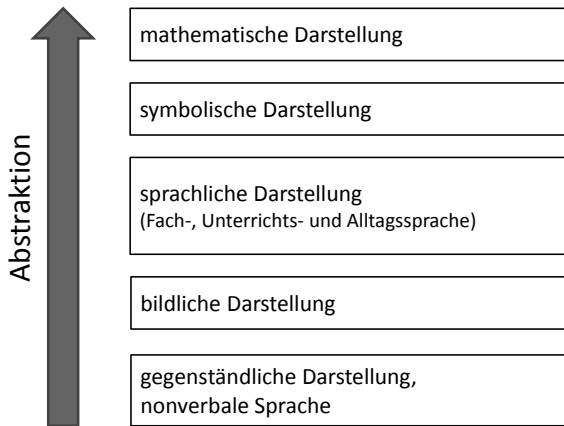 mathematische Darstellung
symbolische Darstellung
sprachliche Darstellung
(Fach-, Unterrichts- und Alltagssprache)
bildliche Darstellung
gegenständliche Darstellung,
nonverbale Sprache
Abstraktion